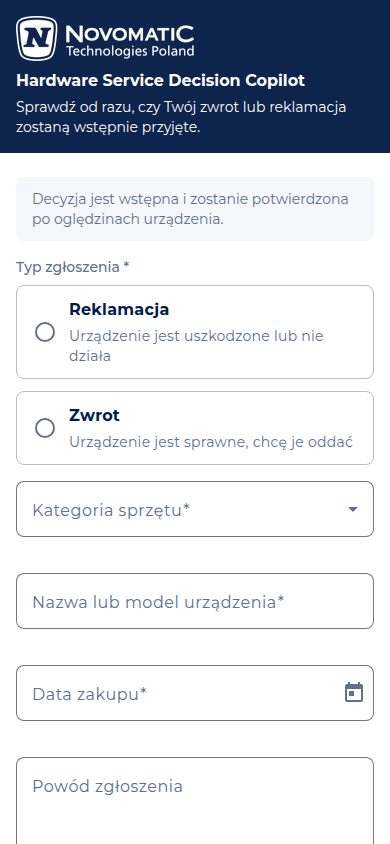 N NOVOMATIC
Technologies Poland
Hardware Service Decision Copilot
Sprawdź od razu, czy Twój zwrot lub reklamacja
zostaną wstępnie przyjęte.
Decyzja jest wstępna i zostanie potwierdzona
po oględzinach urządzenia.
Typ zgłoszenia *
Reklamacja
Urządzenie jest uszkodzone lub nie
działa
Zwrot
Urządzenie jest sprawne, chcę je oddać
Kategoria sprzętu*
Nazwa lub model urządzenia*
Data zakupu*
Powód zgłoszenia